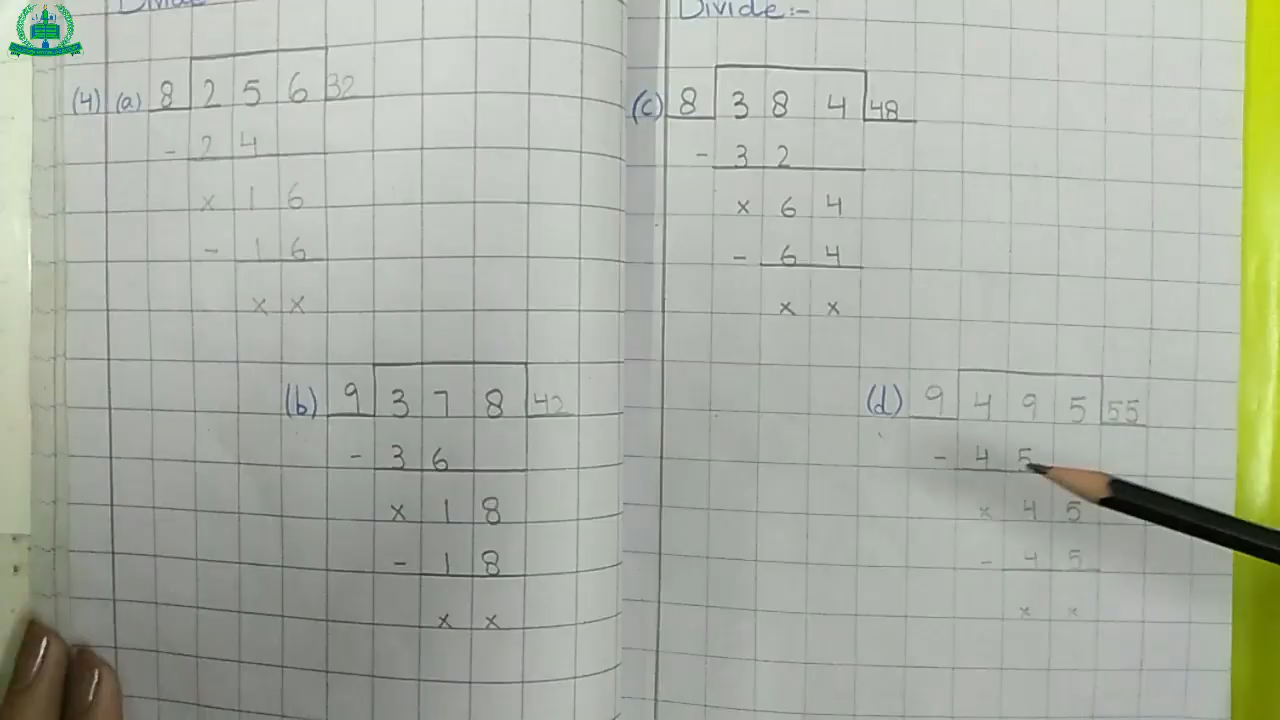 Divide
(4) (a) 8 2 5 6 32
- 2 4
x 1 6
- 1 6
x x
(b) 9 3 7 8 42
- 3 6
x 1 8
- 1 8
x x
Divide:-
(c) 8 3 8 4 48
- 3 2
x 6 4
- 6 4
x x
(d) 9 4 9 5 55
- 4 5
x 4 5
- 4 5
x x